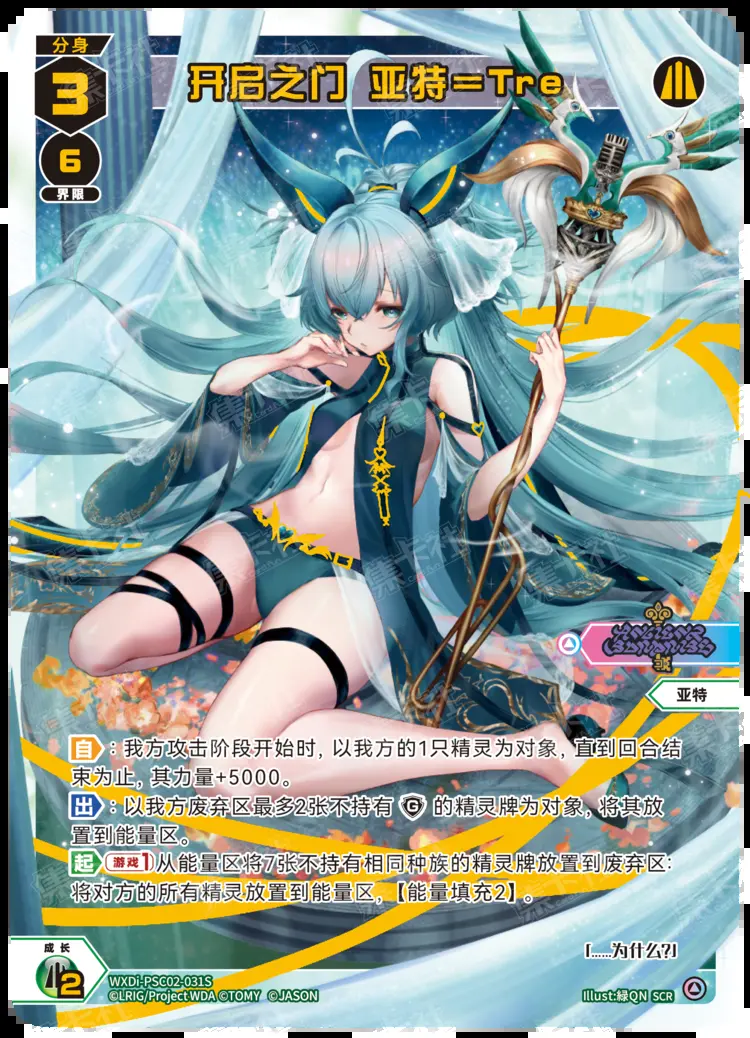 分身
3
开启之门 亚特=Tre
6
界限
亚特
自：我方攻击阶段开始时，以我方的1只精灵为对象，直到回合结
束为止，其力量+5000。
出：以我方废弃区最多2张不持有 G 的精灵牌为对象，将其放
置到能量区。
起 游戏1 从能量区将7张不持有相同种族的精灵牌放置到废弃区：
将对方的所有精灵放置到能量区，【能量填充2】。
成长
2
「……为什么?」
WXDi-PSC02-031S
©LRIG/Project WDA ©TOMY ©JASON
Illust:緑QN SCR
集卡社